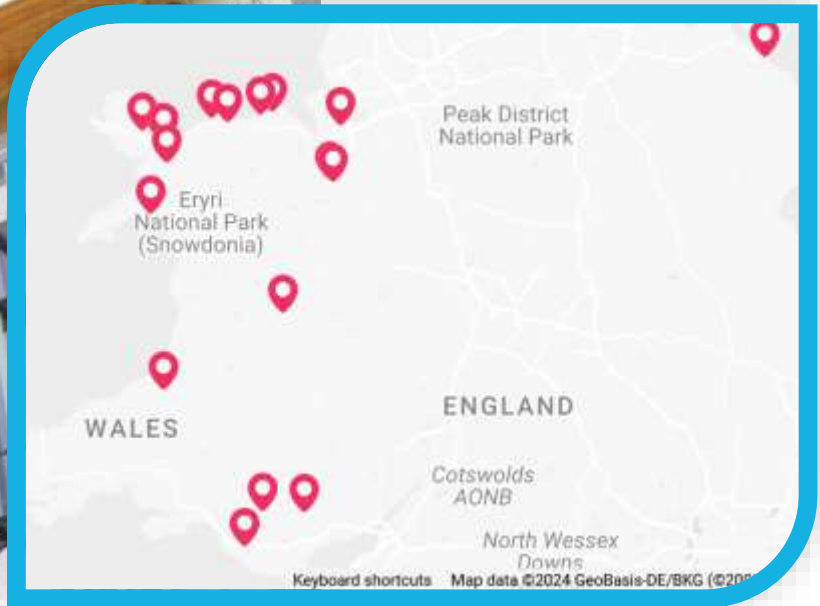 Peak District
National Park
Eryri
National Park
(Snowdonia)
WALES
ENGLAND
Cotswolds
AONB
North Wessex
Downs
Keyboard shortcuts Map data ©2024 GeoBasis-DE/BKG